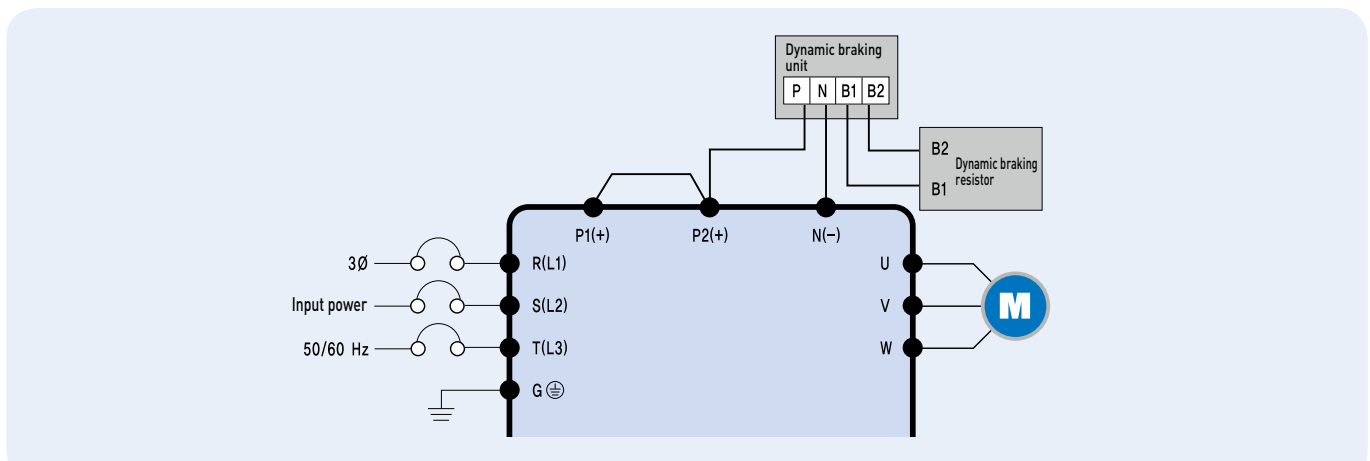 Dynamic braking
unit
P N B1 B2
B2
Dynamic braking
resistor
B1
P1(+) P2(+) N(−)
3Ø R(L1) U
Input power S(L2) V M
50/60 Hz T(L3) W
G